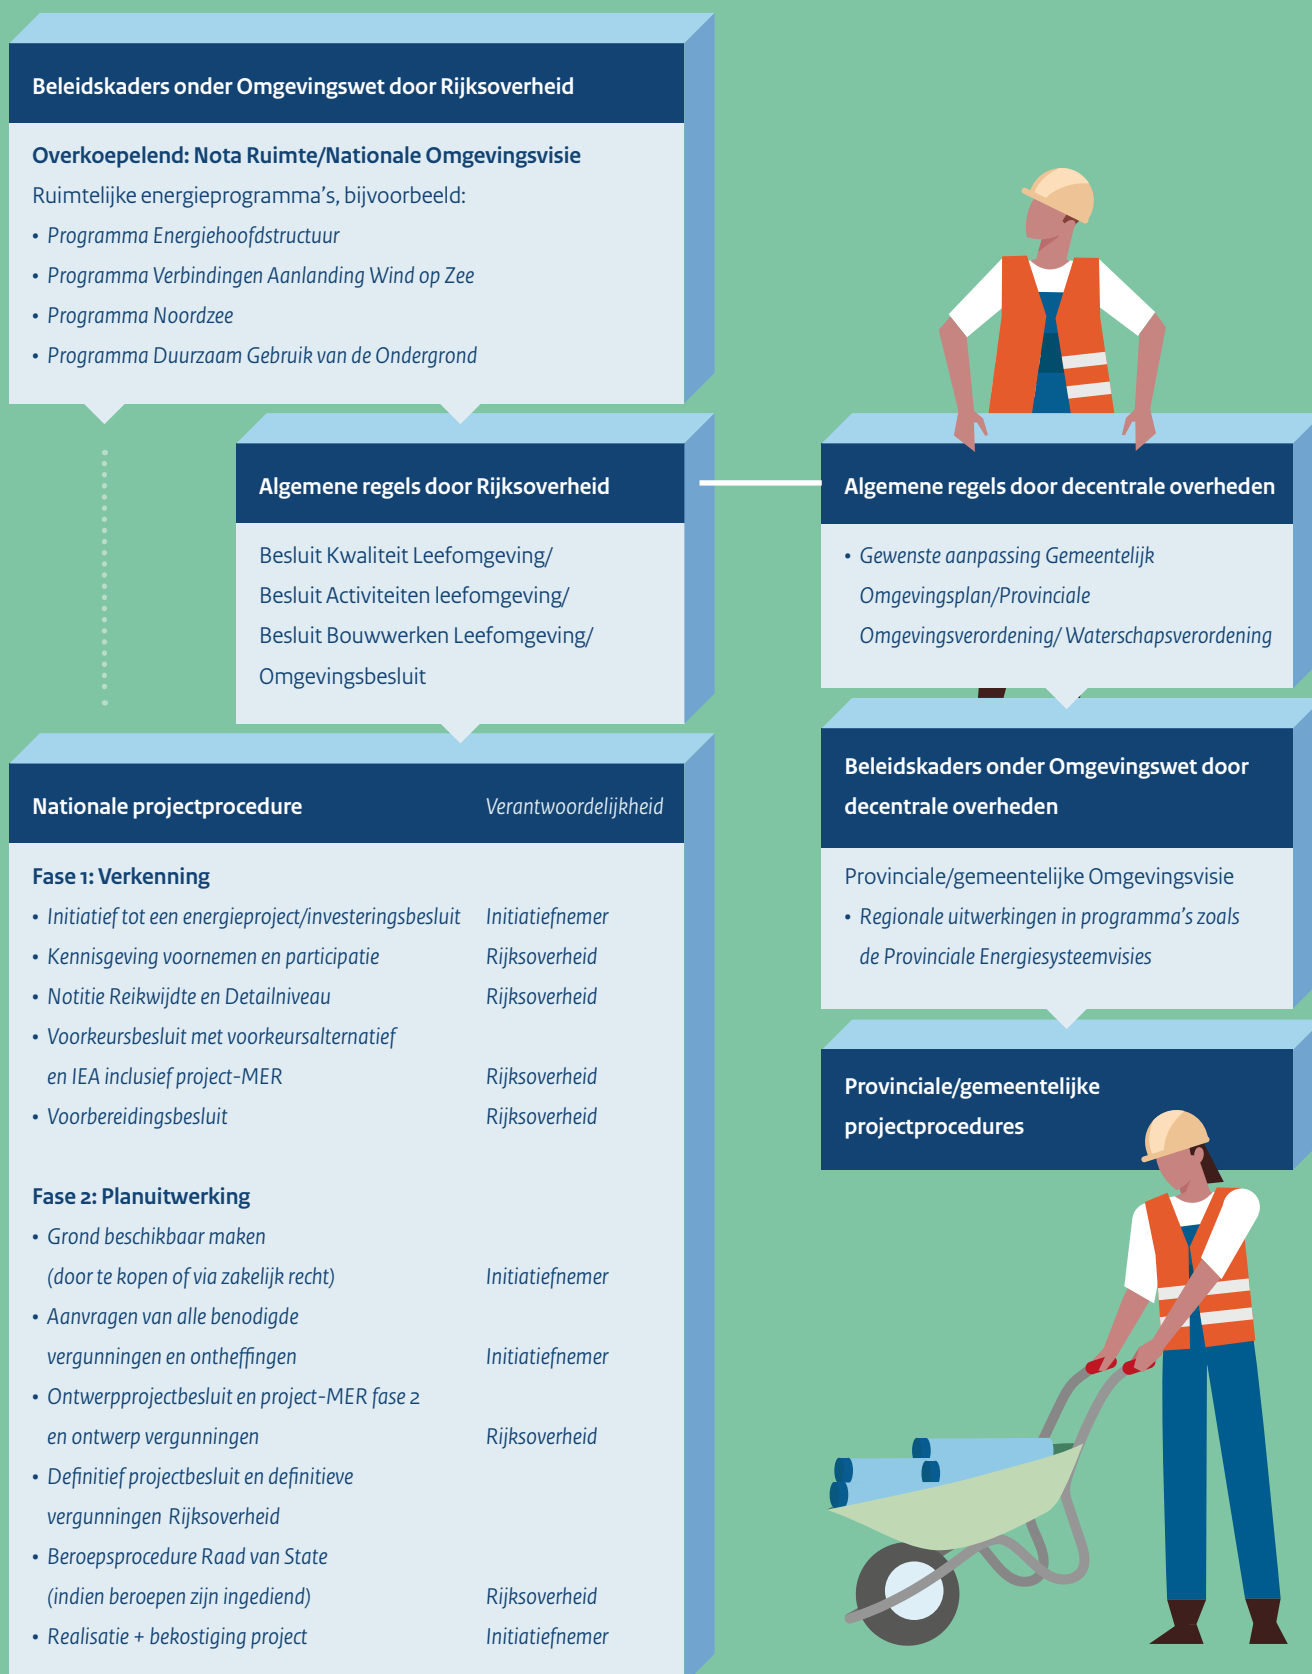 Beleidskaders onder Omgevingswet door Rijksoverheid
Overkoepelend: Nota Ruimte/Nationale Omgevingsvisie
Ruimtelijke energieprogramma's, bijvoorbeeld:
• Programma Energiehoofdstructuur
• Programma Verbindingen Aanlanding Wind op Zee
• Programma Noordzee
• Programma Duurzaam Gebruik van de Ondergrond
Algemene regels door Rijksoverheid
Besluit Kwaliteit Leefomgeving/
Besluit Activiteiten leefomgeving/
Besluit Bouwwerken Leefomgeving/
Omgevingsbesluit
Algemene regels door decentrale overheden
• Gewenste aanpassing Gemeentelijk
Omgevingsplan/Provinciale
Omgevingsverordening/ Waterschapsverordening
Beleidskaders onder Omgevingswet door
decentrale overheden
Provinciale/gemeentelijke Omgevingsvisie
• Regionale uitwerkingen in programma's zoals
de Provinciale Energiesysteemvisies
Provinciale/gemeentelijke
projectprocedures
Nationale projectprocedure Verantwoordelijkheid
Fase 1: Verkenning
• Initiatief tot een energieproject/investeringsbesluit Initiatiefnemer
• Kennisgeving voornemen en participatie Rijksoverheid
• Notitie Reikwijdte en Detailniveau Rijksoverheid
• Voorkeursbesluit met voorkeursalternatief
en IEA inclusief project-MER Rijksoverheid
• Voorbereidingsbesluit Rijksoverheid
Fase 2: Planuitwerking
• Grond beschikbaar maken
(door te kopen of via zakelijk recht) Initiatiefnemer
• Aanvragen van alle benodigde
vergunningen en ontheffingen Initiatiefnemer
• Ontwerpprojectbesluit en project-MER fase 2
en ontwerp vergunningen Rijksoverheid
• Definitief projectbesluit en definitieve
vergunningen Rijksoverheid
• Beroepsprocedure Raad van State
(indien beroepen zijn ingediend) Rijksoverheid
• Realisatie + bekostiging project Initiatiefnemer